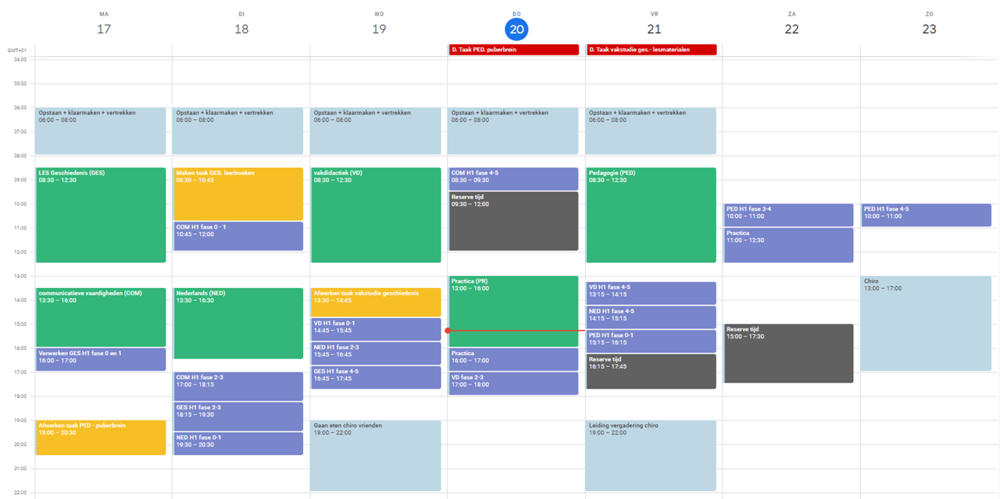 MA
17
DI
18
WO
19
DO
20
VR
21
ZA
22
ZO
23
GMT+01
D. Taak PED. puberbrein
D. Taak vakstudie ges.- lesmaterialen
04:00
05:00
06:00
07:00
08:00
09:00
10:00
11:00
12:00
13:00
14:00
15:00
16:00
17:00
18:00
19:00
20:00
21:00
22:00
Opstaan + klaarmaken + vertrekken
06:00 – 08:00
LES Geschiedenis (GES)
08:30 – 12:30
communicatieve vaardigheden (COM)
13:30 – 16:00
Verwerken GES H1 fase 0 en 1
16:00 – 17:00
Afwerken taak PED - puberbrein
19:00 – 20:30
Opstaan + klaarmaken + vertrekken
06:00 – 08:00
Maken taak GES. leerboeken
08:30 – 10:45
COM H1 fase 0 - 1
10:45 – 12:00
Nederlands (NED)
13:30 – 16:30
COM H1 fase 2-3
17:00 – 18:15
GES H1 fase 2-3
18:15 – 19:30
NED H1 fase 0-1
19:30 – 20:30
Opstaan + klaarmaken + vertrekken
06:00 – 08:00
vakdidactiek (VD)
08:30 – 12:30
Afwerken taak vakstudie geschiedenis
13:30 – 14:45
VD H1 fase 0-1
14:45 – 15:45
NED H1 fase 2-3
15:45 – 16:45
GES H1 fase 4-5
16:45 – 17:45
Gaan eten chiro vrienden
19:00 – 22:00
Opstaan + klaarmaken + vertrekken
06:00 – 08:00
COM H1 fase 4-5
08:30 – 09:30
Reserve tijd
09:30 – 12:00
Practica (PR)
13:00 – 16:00
Practica
16:00 – 17:00
VD fase 2-3
17:00 – 18:00
Opstaan + klaarmaken + vertrekken
06:00 – 08:00
Pedagogie (PED)
08:30 – 12:30
VD H1 fase 4-5
13:15 – 14:15
NED H1 fase 4-5
14:15 – 15:15
PED H1 fase 0-1
15:15 – 16:15
Reserve tijd
16:15 – 17:45
Leiding vergadering chiro
19:00 – 22:00
PED H1 fase 3-4
10:00 – 11:00
Practica
11:00 – 12:30
Reserve tijd
15:00 – 17:30
PED H1 fase 4-5
10:00 – 11:00
Chiro
13:00 – 17:00